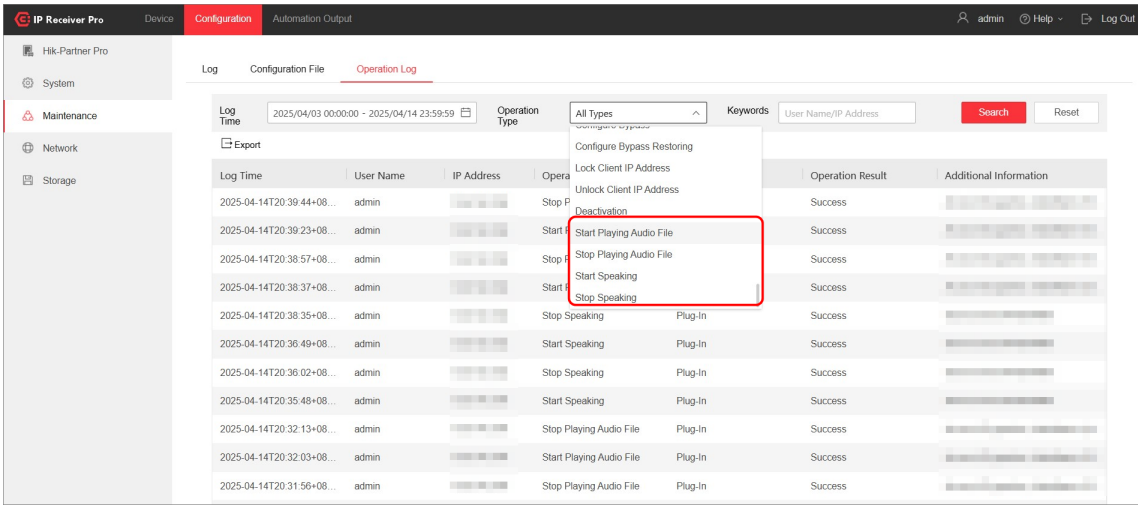 IP Receiver Pro Device Configuration Automation Output admin Help Log Out
Hik-Partner Pro
System
Maintenance
Network
Storage
Log Configuration File Operation Log
Log Time 2025/04/03 00:00:00 - 2025/04/14 23:59:59 Operation Type All Types Keywords User Name/IP Address Search Reset
Export
Configure Bypass
Configure Bypass Restoring
Lock Client IP Address
Unlock Client IP Address
Deactivation
Start Playing Audio File
Stop Playing Audio File
Start Speaking
Stop Speaking
Log Time User Name IP Address Opera Operation Result Additional Information
2025-04-14T20:39:44+08... admin Stop P Success
2025-04-14T20:39:23+08... admin Start Success
2025-04-14T20:38:57+08... admin Stop Success
2025-04-14T20:38:37+08... admin Start Success
2025-04-14T20:38:35+08... admin Stop Speaking Plug-In Success
2025-04-14T20:36:49+08... admin Start Speaking Plug-In Success
2025-04-14T20:36:02+08... admin Stop Speaking Plug-In Success
2025-04-14T20:35:48+08... admin Start Speaking Plug-In Success
2025-04-14T20:32:13+08... admin Stop Playing Audio File Plug-In Success
2025-04-14T20:32:03+08... admin Start Playing Audio File Plug-In Success
2025-04-14T20:31:56+08... admin Stop Playing Audio File Plug-In Success